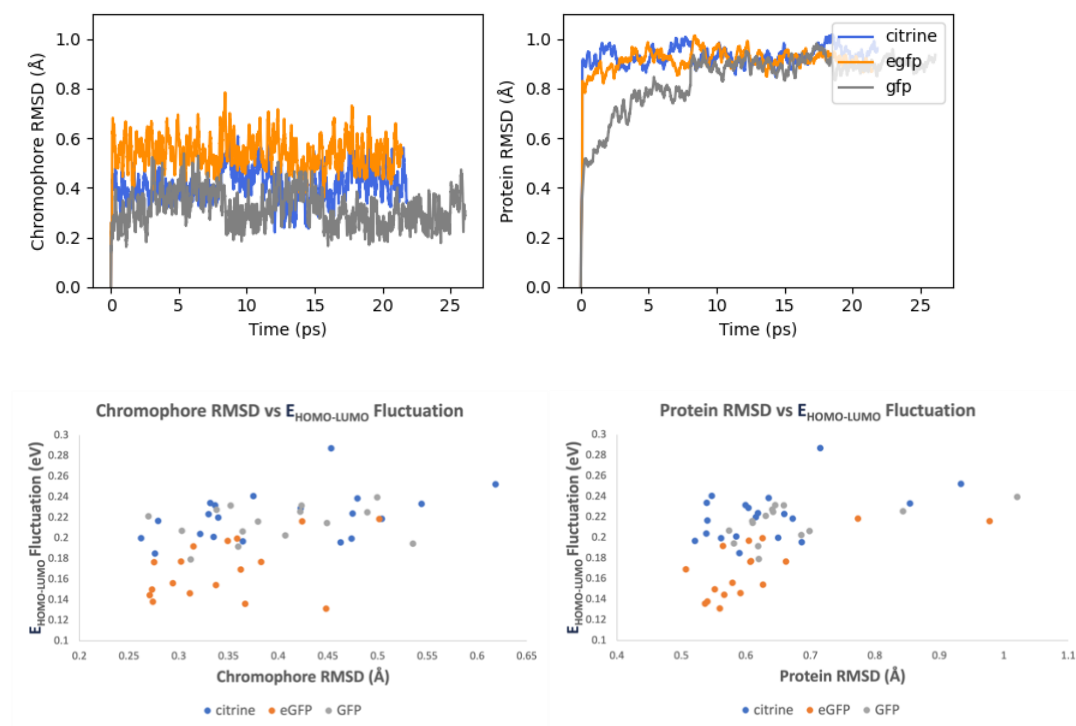 1.0
0.8
0.6
0.4
0.2
0.0
Chromophore RMSD (Å)
0 5 10 15 20 25
Time (ps)
1.0
0.8
0.6
0.4
0.2
0.0
Protein RMSD (Å)
citrine
egfp
gfp
0 5 10 15 20 25
Time (ps)
Chromophore RMSD vs EHOMO-LUMO Fluctuation
EHOMO-LUMO Fluctuation (eV)
0.3
0.28
0.26
0.24
0.22
0.2
0.18
0.16
0.14
0.12
0.1
0.2 0.25 0.3 0.35 0.4 0.45 0.5 0.55 0.6 0.65
Chromophore RMSD (Å)
citrine eGFP GFP
Protein RMSD vs EHOMO-LUMO Fluctuation
EHOMO-LUMO Fluctuation (eV)
0.3
0.28
0.26
0.24
0.22
0.2
0.18
0.16
0.14
0.12
0.1
0.4 0.5 0.6 0.7 0.8 0.9 1 1.1
Protein RMSD (Å)
citrine eGFP GFP